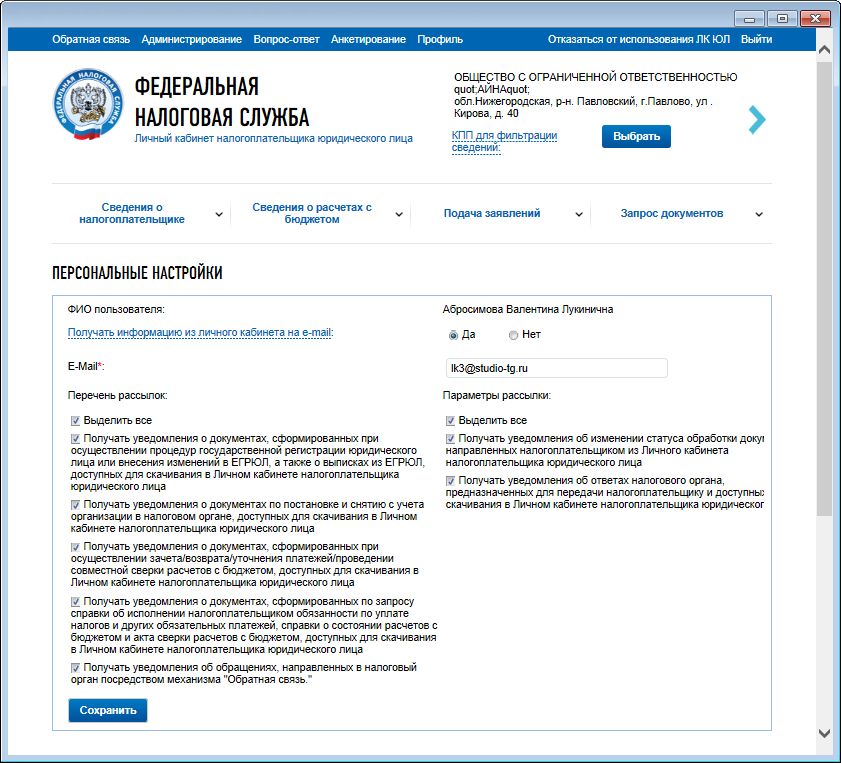 Обратная связь Администрирование Вопрос-ответ Анкетирование Профиль Отказаться от использования ЛК ЮЛ Выйти
ФЕДЕРАЛЬНАЯ НАЛОГОВАЯ СЛУЖБА
ФЕДЕРАЛЬНАЯ
НАЛОГОВАЯ СЛУЖБА
Личный кабинет налогоплательщика юридического лица
ОБЩЕСТВО С ОГРАНИЧЕННОЙ ОТВЕТСТВЕННОСТЬЮ
quot;АЙНАquot;
обл.Нижегородская, р-н. Павловский, г.Павлово, ул .
Кирова, д. 40
КПП для фильтрации
сведений:
Выбрать
Сведения о
налогоплательщике
Сведения о расчетах с
бюджетом
Подача заявлений
Запрос документов
ПЕРСОНАЛЬНЫЕ НАСТРОЙКИ
ФИО пользователя: Абросимова Валентина Лукинична
Получать информацию из личного кабинета на e-mail: Да Нет
E-Mail*: lk3@studio-tg.ru
Перечень рассылок:
Выделить все
Получать уведомления о документах, сформированных при
осуществлении процедур государственной регистрации юридического
лица или внесения изменений в ЕГРЮЛ, а также о выписках из ЕГРЮЛ,
доступных для скачивания в Личном кабинете налогоплательщика
юридического лица
Получать уведомления о документах по постановке и снятию с учета
организации в налоговом органе, доступных для скачивания в Личном
кабинете налогоплательщика юридического лица
Получать уведомления о документах, сформированных при
осуществлении зачета/возврата/уточнения платежей/проведении
совместной сверки расчетов с бюджетом, доступных для скачивания в
Личном кабинете налогоплательщика юридического лица
Получать уведомления о документах, сформированных по запросу
справки об исполнении налогоплательщиком обязанности по уплате
налогов и других обязательных платежей, справки о состоянии расчетов с
бюджетом и акта сверки расчетов с бюджетом, доступных для скачивания
в Личном кабинете налогоплательщика юридического лица
Получать уведомления об обращениях, направленных в налоговый
орган посредством механизма "Обратная связь."
Параметры рассылки:
Выделить все
Получать уведомления об изменении статуса обработки докум
направленных налогоплательщиком из Личного кабинета
налогоплательщика юридического лица
Получать уведомления об ответах налогового органа,
предназначенных для передачи налогоплательщику и доступных
скачивания в Личном кабинете налогоплательщика юридическог
Сохранить